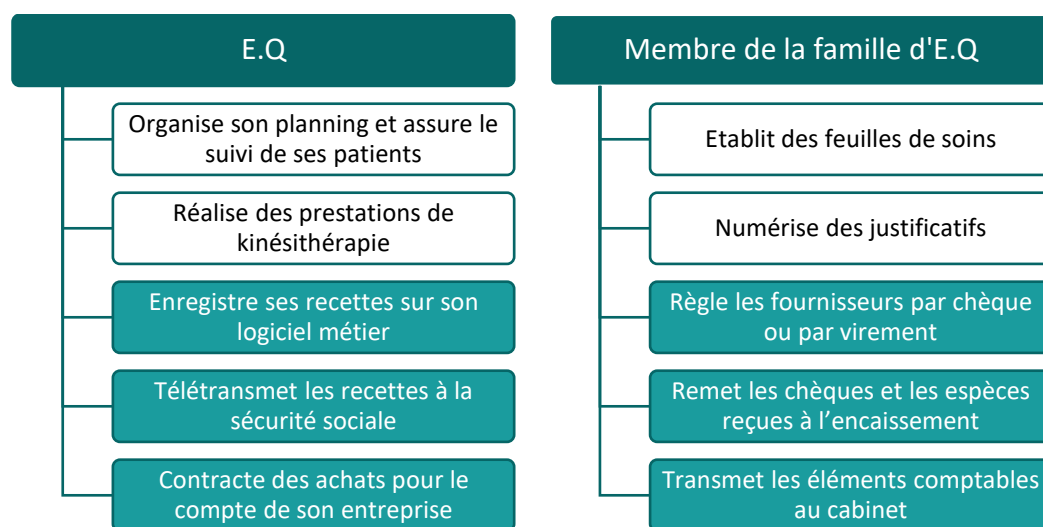 E.Q
Organise son planning et assure le
suivi de ses patients
Réalise des prestations de
kinésithérapie
Enregistre ses recettes sur son
logiciel métier
Télétransmet les recettes à la
sécurité sociale
Contracte des achats pour le
compte de son entreprise
Membre de la famille d'E.Q
Etablit des feuilles de soins
Numérise des justificatifs
Règle les fournisseurs par chèque
ou par virement
Remet les chèques et les espèces
reçues à l’encaissement
Transmet les éléments comptables
au cabinet